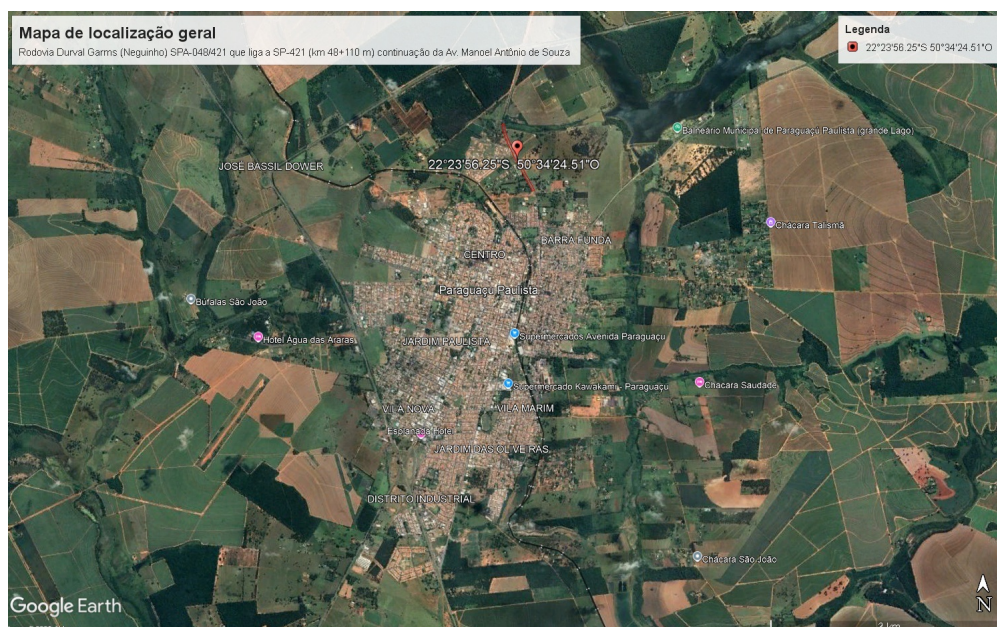 Mapa de localização geral
Rodovia Durval Garms (Neguinho) SPA-048/421 que liga a SP-421 (km 48+110 m) continuação da Av. Manoel Antônio de Souza
Legenda
22°23'56.25"S 50°34'24.51"O
Balneário Municipal de Paraguaçu Paulista (grande Lago)
JOSÉ BASSIL DOWER
22°23'56.25"S 50°34'24.51"O
Chácara Talismã
BARRA FUNDA
CENTRO
Paraguaçu Paulista
Búfalas São João
Hotel Água das Araras
JARDIM PAULISTA
Supermercados Avenida Paraguaçu
Supermercado Kawakami - Paraguaçu
Chácara Saudade
VILA NOVA
VILA MARIM
Esplanada Hotel
JARDIM DAS OLIVEIRAS
DISTRITO INDUSTRIAL
Chácara São João
Google Earth
N